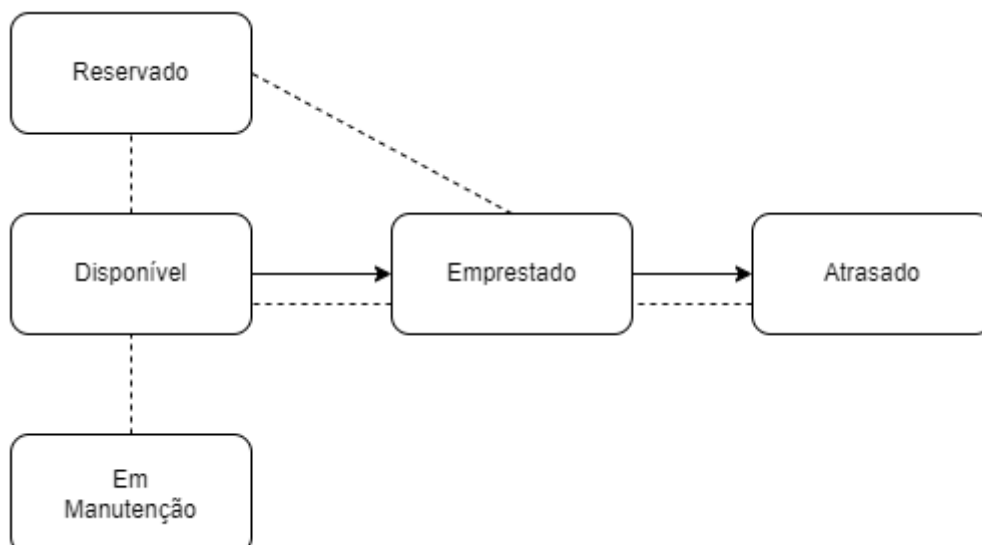 Reservado
Disponível
Emprestado
Atrasado
Em
Manutenção